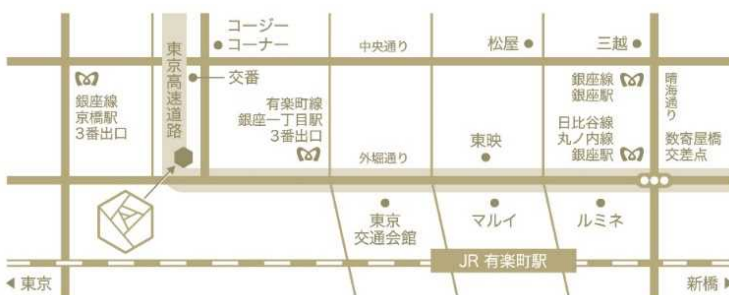 コージー
コーナー
中央通り
松屋
三越
東京高速道路
交番
銀座線
京橋駅
3番出口
有楽町線
銀座一丁目駅
3番出口
銀座線
銀座駅
晴海通り
日比谷線
丸ノ内線
銀座駅
数寄屋橋
交差点
東映
外堀通り
東京
交通会館
マルイ
ルミネ
JR 有楽町駅
東京
新橋